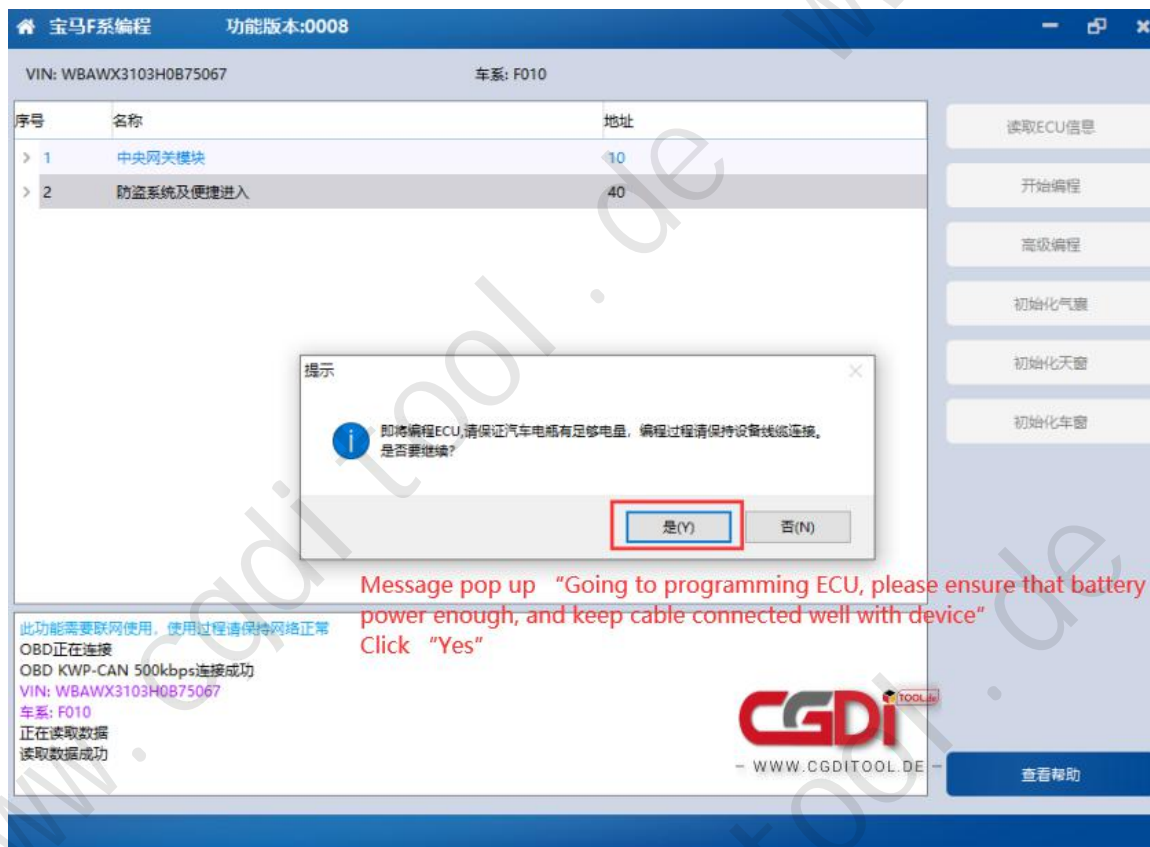 宝马F系编程 功能版本:0008
VIN: WBAWX3103H0B75067 车系: F010
序号 名称 地址
1 中央网关模块 10
2 防盗系统及便捷进入 40
读取ECU信息
开始编程
高级编程
初始化气囊
初始化天窗
初始化车窗
提示
即将编程ECU,请保证汽车电瓶有足够电量，编程过程请保持设备线缆连接。
是否要继续?
是(Y) 否(N)
Message pop up “Going to programming ECU, please ensure that battery
power enough, and keep cable connected well with device“
Click “Yes”
此功能需要联网使用，使用过程请保持网络正常
OBD正在连接
OBD KWP-CAN 500kbps连接成功
VIN: WBAWX3103H0B75067
车系: F010
正在读取数据
读取数据成功
CGDI TOOL.de
- WWW.CGDITOOL.DE -
查看帮助
www.cgditool.de